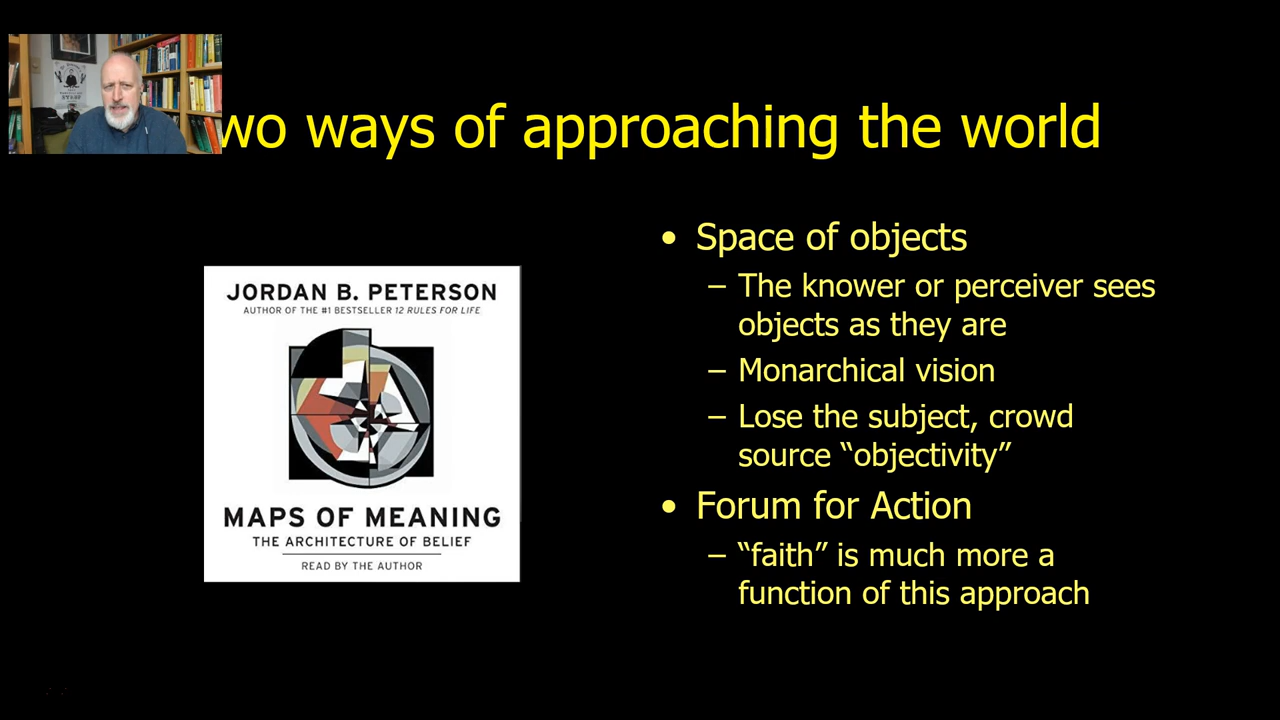 wo ways of approaching the world
JORDAN B. PETERSON
AUTHOR OF THE #1 BESTSELLER 12 RULES FOR LIFE
MAPS OF MEANING
THE ARCHITECTURE OF BELIEF
READ BY THE AUTHOR
• Space of objects
– The knower or perceiver sees
objects as they are
– Monarchical vision
– Lose the subject, crowd
source “objectivity”
• Forum for Action
– “faith” is much more a
function of this approach